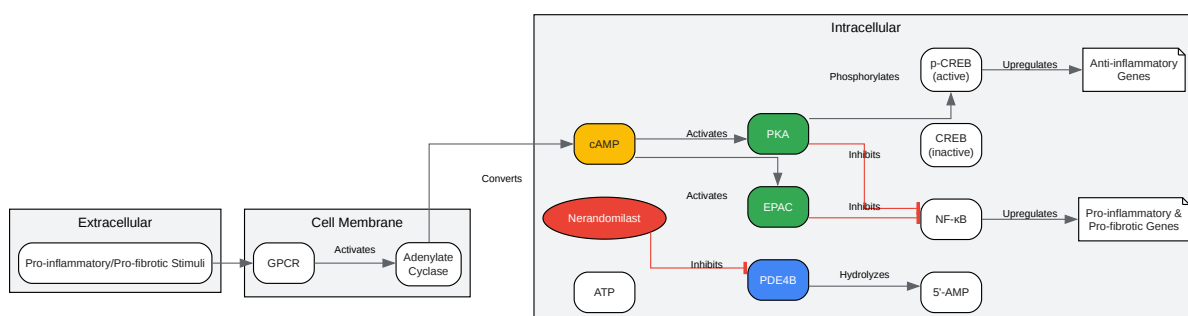 Intracellular
p-CREB
(active)
Upregulates
Anti-inflammatory
Genes
Phosphorylates
cAMP
Activates
PKA
CREB
(inactive)
Inhibits
Converts
Activates
EPAC
Inhibits
NF-κB
Upregulates
Pro-inflammatory &
Pro-fibrotic Genes
Nerandomilast
Extracellular
Pro-inflammatory/Pro-fibrotic Stimuli
Cell Membrane
GPCR
Activates
Adenylate
Cyclase
Inhibits
PDE4B
Hydrolyzes
5'-AMP
ATP